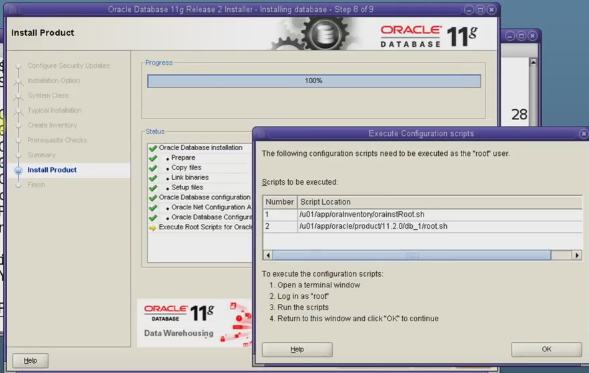 Oracle Database 11g Release 2 Installer - Installing database - Step 8 of 9
Install Product
ORACLE 11g
DATABASE
Configure Security Updates
Installation Option
System Class
Typical Installation
Create Inventory
Prerequisite Checks
Summary
Install Product
Finish
Progress
100%
Status
Oracle Database installation
• Prepare
• Copy files
• Link binaries
• Setup files
Oracle Database configuration
• Oracle Net Configuration A
• Oracle Database Configura
Execute Root Scripts for Oracle
ORACLE 11g
DATABASE
Data Warehousing
Help
28
Execute Configuration scripts
The following configuration scripts need to be executed as the "root" user.
Scripts to be executed:
Number Script Location
1 /u01/app/oraInventory/orainstRoot.sh
2 /u01/app/oracle/product/11.2.0/db_1/root.sh
To execute the configuration scripts:
1. Open a terminal window
2. Log in as "root"
3. Run the scripts
4. Return to this window and click "OK" to continue
Help
OK